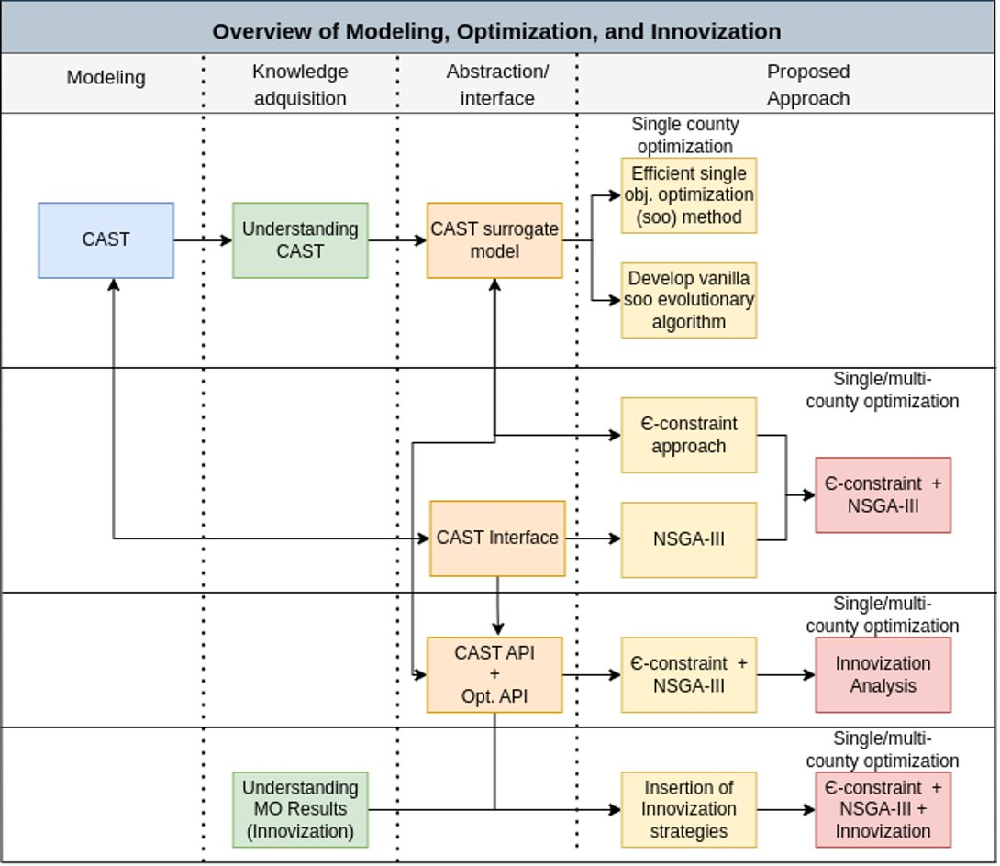 Overview of Modeling, Optimization, and Innovization
Modeling
Knowledge
adquisition
Abstraction/
interface
Proposed
Approach
Single county
optimization
CAST
Understanding
CAST
CAST surrogate
model
Efficient single
obj. optimization
(soo) method
Develop vanilla
soo evolutionary
algorithm
Single/multi-
county optimization
Є-constraint
approach
Є-constraint +
NSGA-III
CAST Interface
NSGA-III
Single/multi-
county optimization
CAST API
+
Opt. API
Є-constraint +
NSGA-III
Innovization
Analysis
Single/multi-
county optimization
Understanding
MO Results
(Innovization)
Insertion of
Innovization
strategies
Є-constraint +
NSGA-III +
Innovization